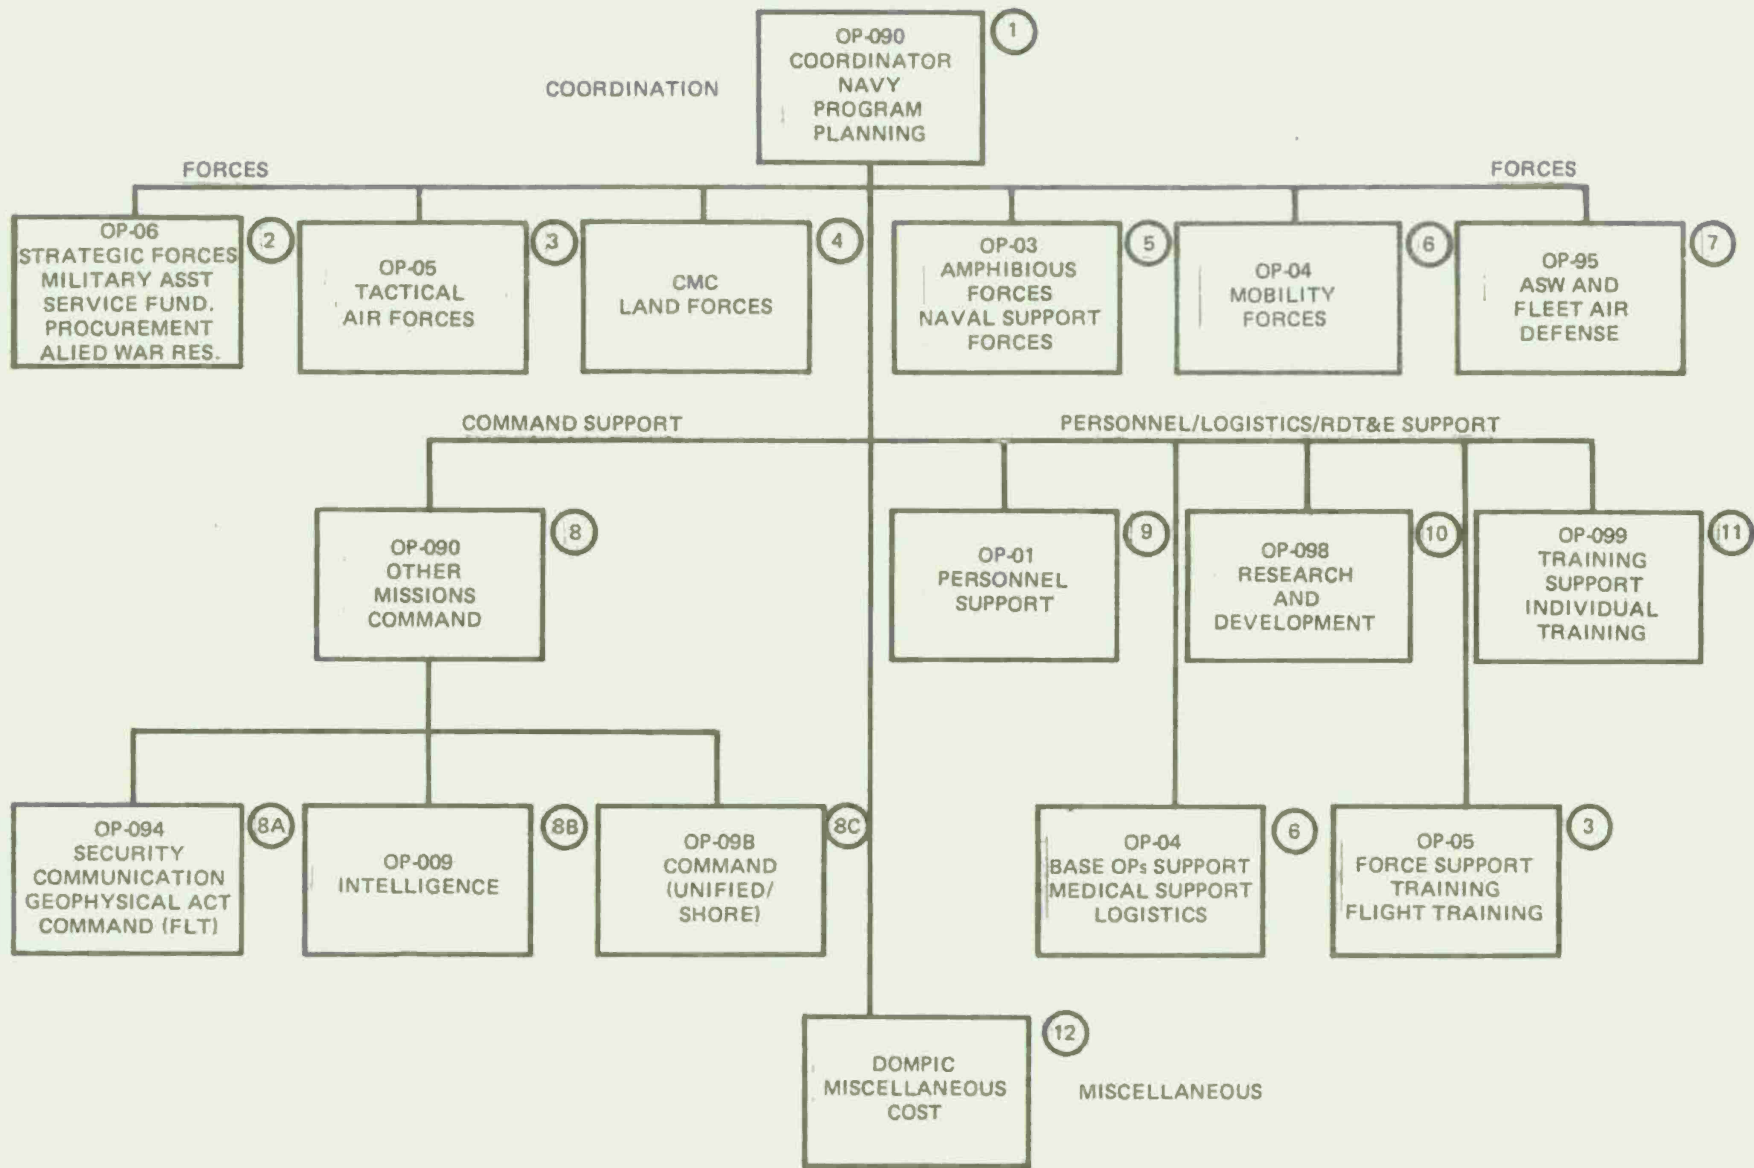 OP-090
COORDINATOR
NAVY
PROGRAM
PLANNING
1
COORDINATION
FORCES
FORCES
OP-06
STRATEGIC FORCES
MILITARY ASST
SERVICE FUND.
PROCUREMENT
ALIED WAR RES.
2
OP-05
TACTICAL
AIR FORCES
3
CMC
LAND FORCES
4
OP-03
AMPHIBIOUS
FORCES
NAVAL SUPPORT
FORCES
5
OP-04
MOBILITY
FORCES
6
OP-95
ASW AND
FLEET AIR
DEFENSE
7
COMMAND SUPPORT
PERSONNEL/LOGISTICS/RDT&E SUPPORT
OP-090
OTHER
MISSIONS
COMMAND
8
OP-01
PERSONNEL
SUPPORT
9
OP-098
RESEARCH
AND
DEVELOPMENT
10
OP-099
TRAINING
SUPPORT
INDIVIDUAL
TRAINING
11
OP-094
SECURITY
COMMUNICATION
GEOPHYSICAL ACT
COMMAND (FLT)
8A
OP-009
INTELLIGENCE
8B
OP-09B
COMMAND
(UNIFIED/
SHORE)
8C
OP-04
BASE OPs SUPPORT
MEDICAL SUPPORT
LOGISTICS
6
OP-05
FORCE SUPPORT
TRAINING
FLIGHT TRAINING
3
DOMPIC
MISCELLANEOUS
COST
12
MISCELLANEOUS